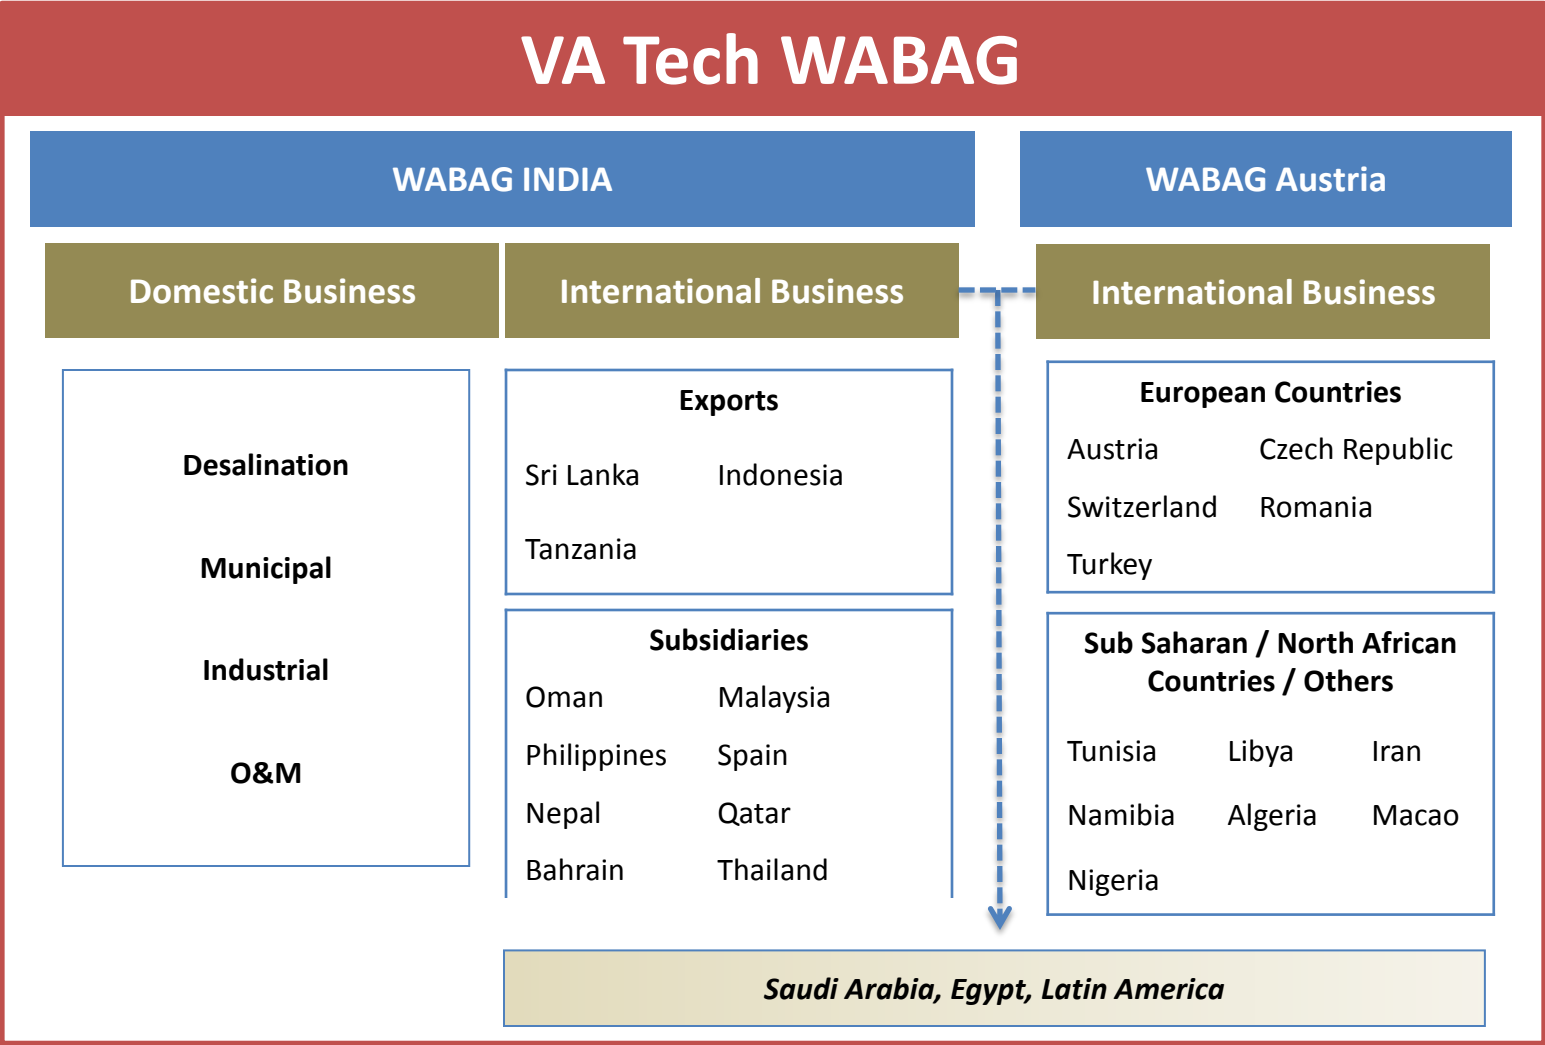 VA Tech WABAG
WABAG INDIA
WABAG Austria
Domestic Business
International Business
International Business
Desalination
Municipal
Industrial
O&M
Exports
Sri Lanka Indonesia
Tanzania
Subsidiaries
Oman Malaysia
Philippines Spain
Nepal Qatar
Bahrain Thailand
European Countries
Austria Czech Republic
Switzerland Romania
Turkey
Sub Saharan / North African
Countries / Others
Tunisia Libya Iran
Namibia Algeria Macao
Nigeria
Saudi Arabia, Egypt, Latin America